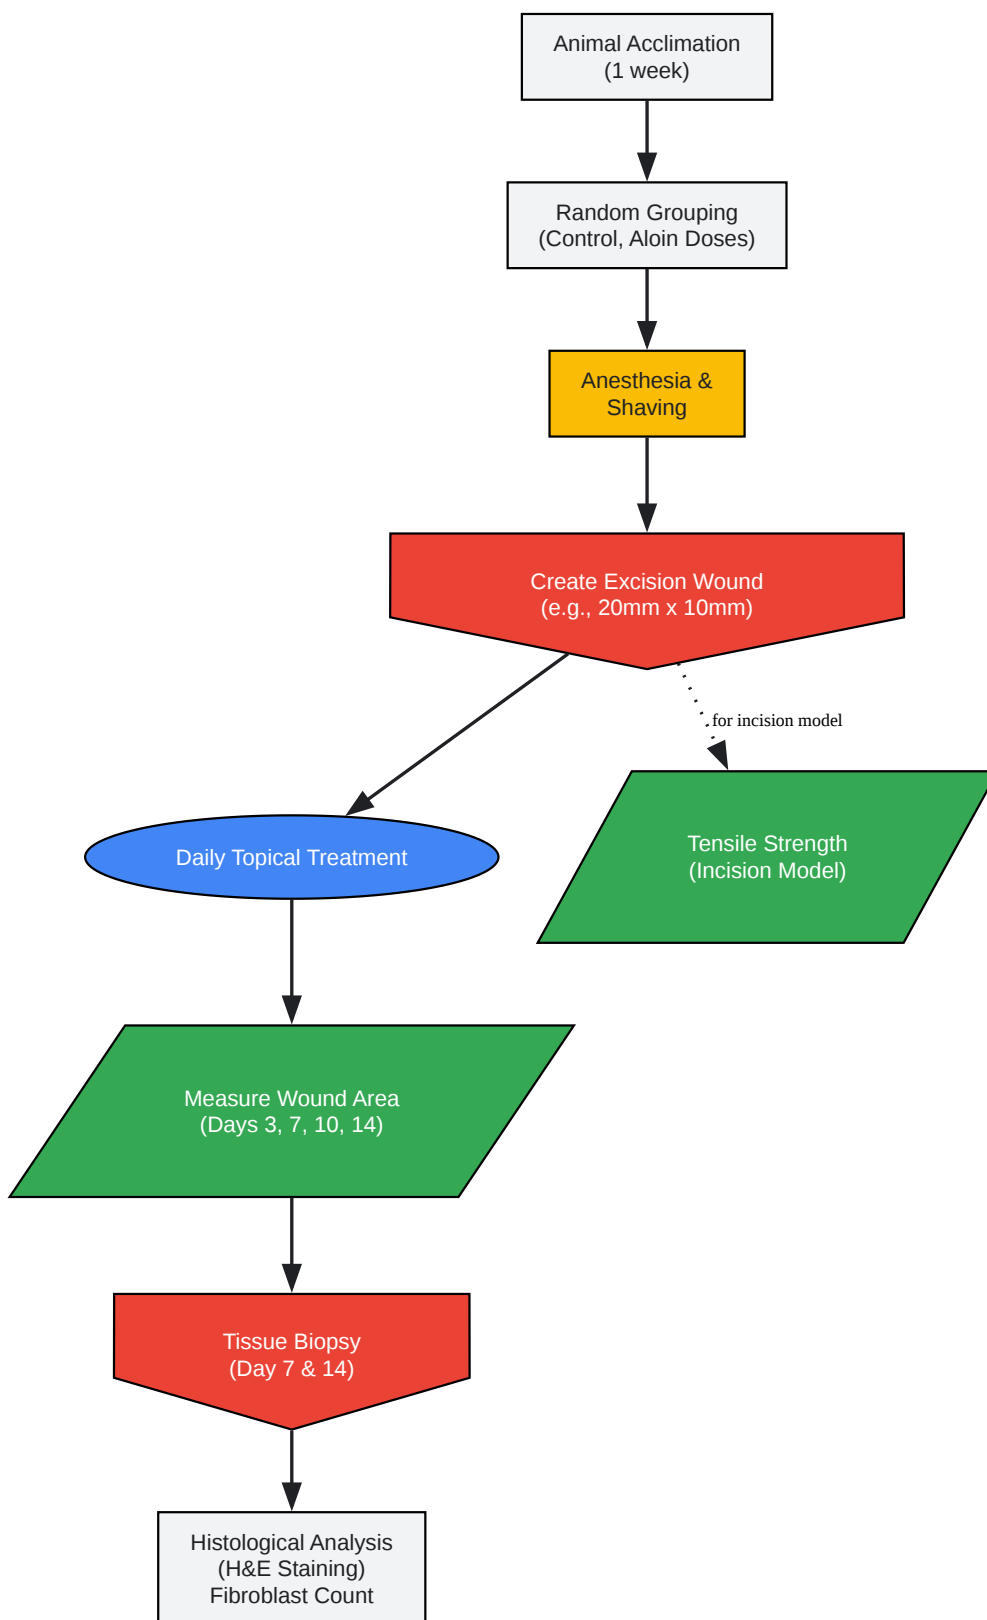 Animal Acclimation
(1 week)
Random Grouping
(Control, Aloin Doses)
Anesthesia &
Shaving
Create Excision Wound
(e.g., 20mm x 10mm)
for incision model
Tensile Strength
(Incision Model)
Daily Topical Treatment
Measure Wound Area
(Days 3, 7, 10, 14)
Tissue Biopsy
(Day 7 & 14)
Histological Analysis
(H&E Staining)
Fibroblast Count